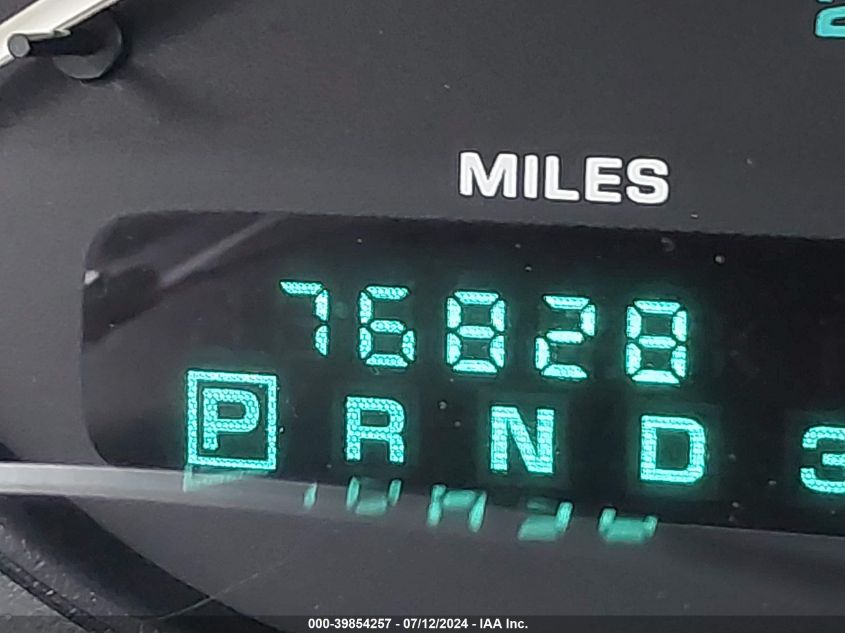 MILES
76828
P R N D 3
000-39854257 - 07/12/2024 - IAA Inc.